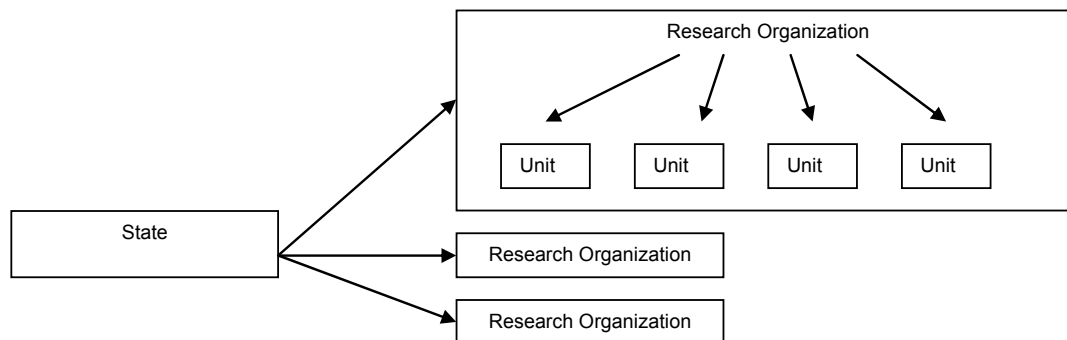 Research Organization
Unit
Unit
Unit
Unit
State
Research Organization
Research Organization